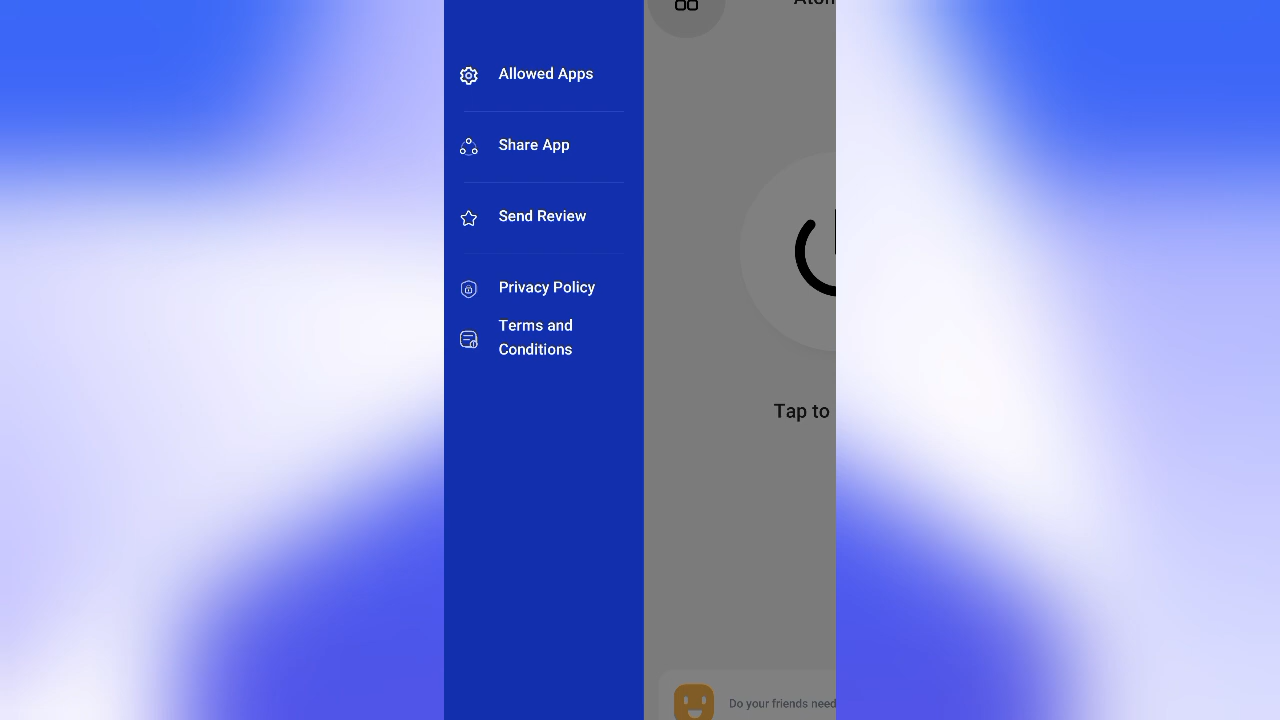 Allowed Apps
Share App
Send Review
Privacy Policy
Terms and
Conditions
Tap to
Do your friends need